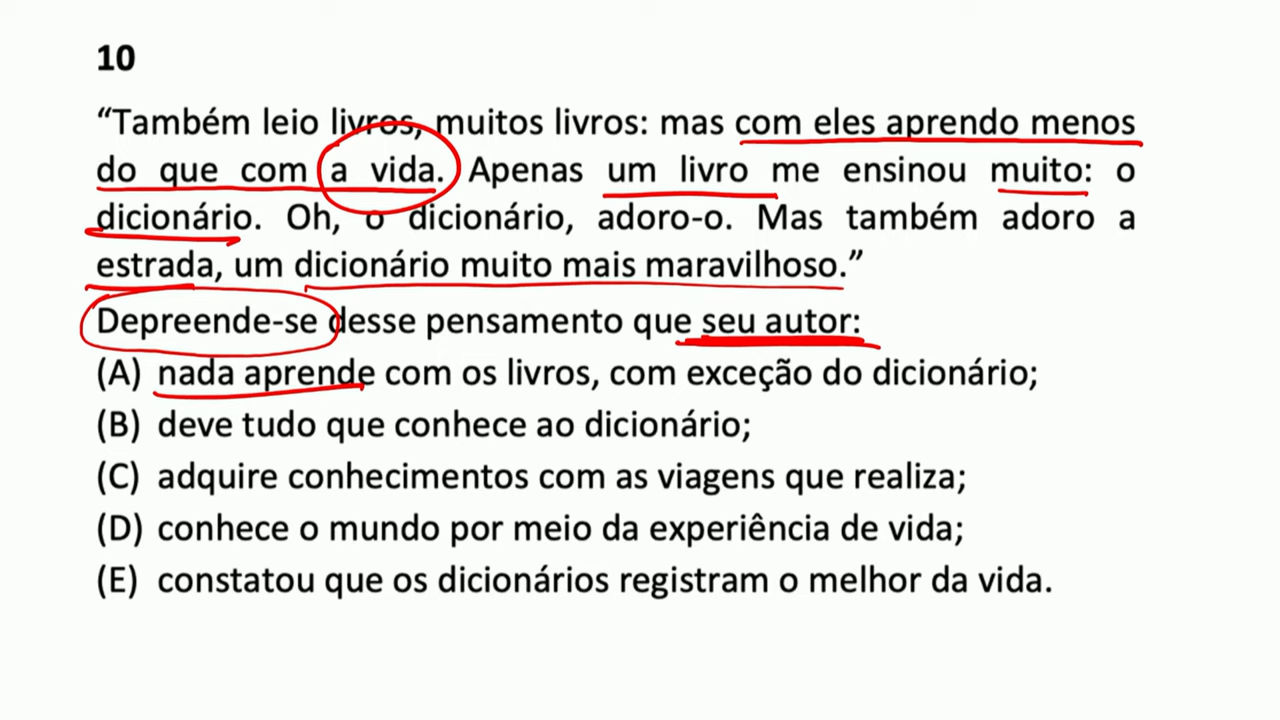 10
“Também leio livros, muitos livros: mas com eles aprendo menos
do que com a vida. Apenas um livro me ensinou muito: o
dicionário. Oh, o dicionário, adoro-o. Mas também adoro a
estrada, um dicionário muito mais maravilhoso.”
Depreende-se desse pensamento que seu autor:
(A) nada aprende com os livros, com exceção do dicionário;
(B) deve tudo que conhece ao dicionário;
(C) adquire conhecimentos com as viagens que realiza;
(D) conhece o mundo por meio da experiência de vida;
(E) constatou que os dicionários registram o melhor da vida.